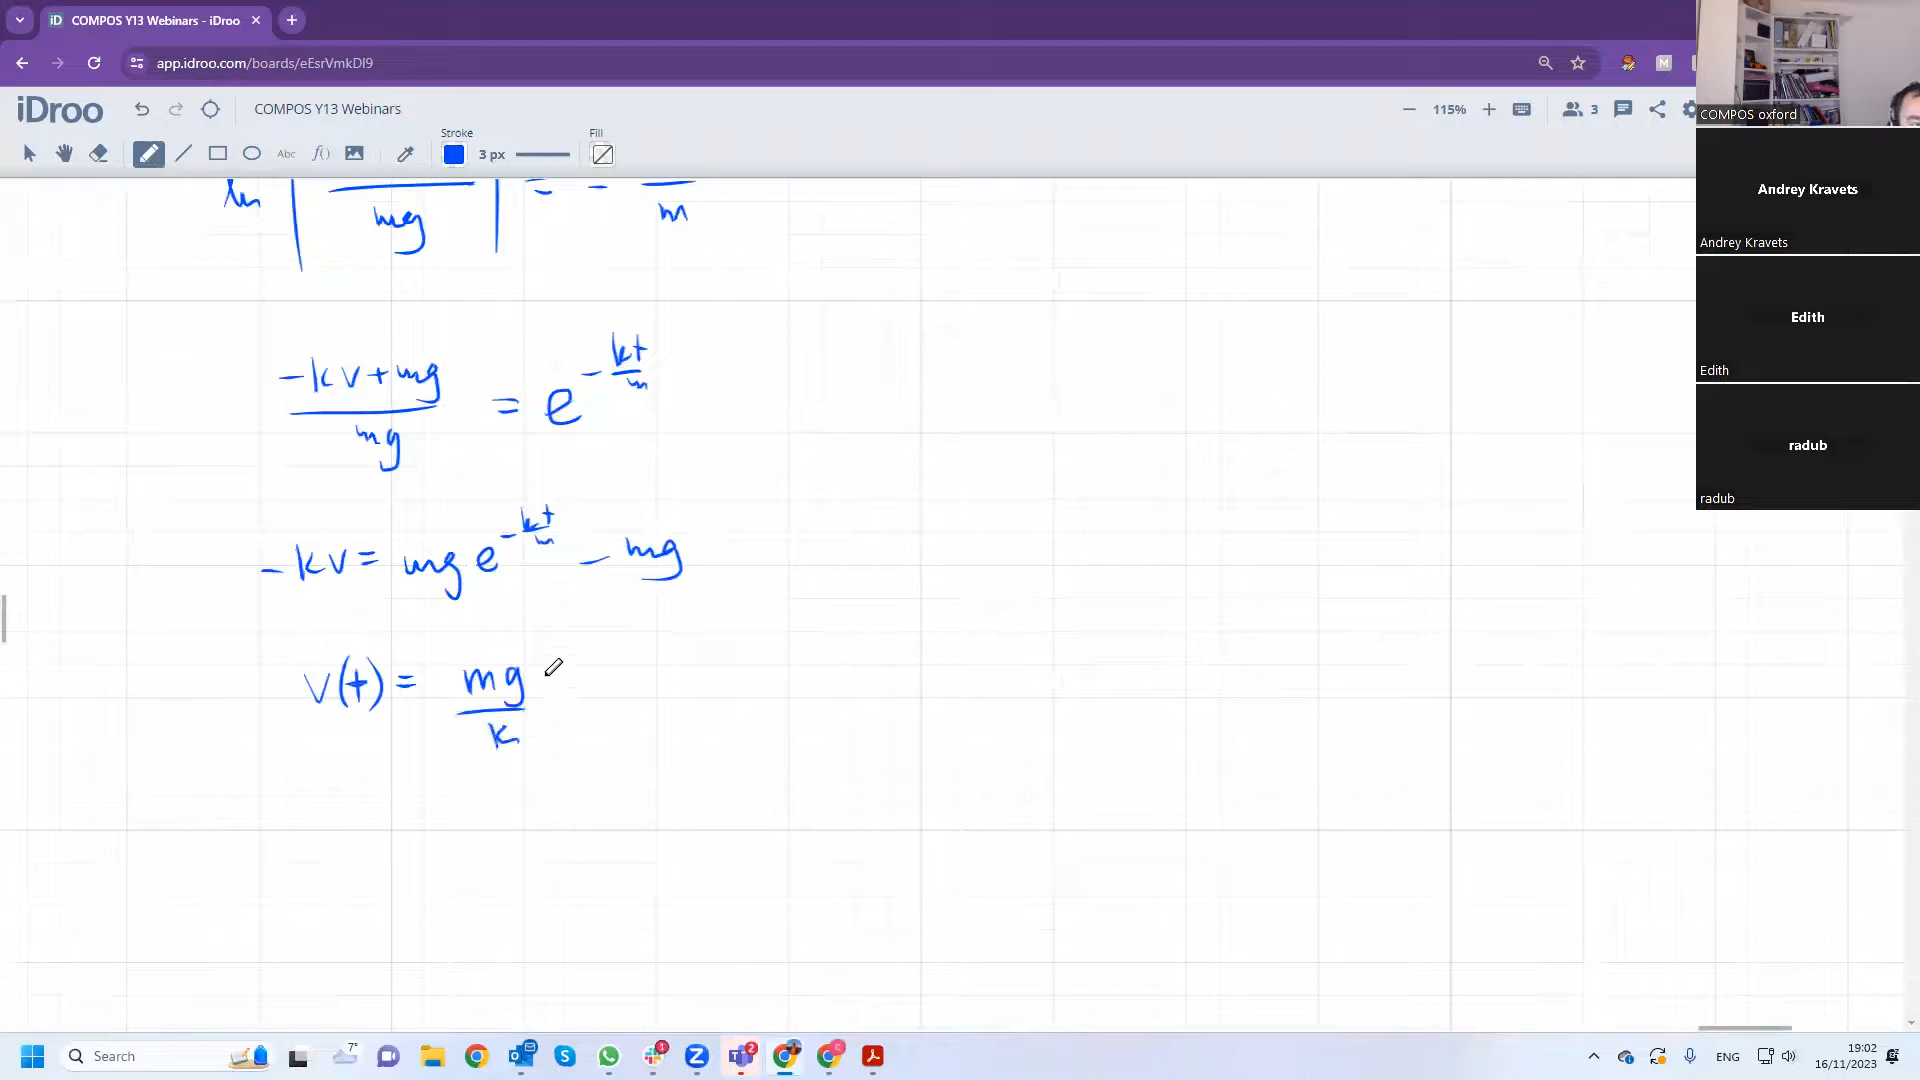 COMPOS Y13 Webinars - iDroo
app.idroo.com/boards/eEsrVmkDI9
iDroo
COMPOS Y13 Webinars
115%
3
Stroke
Fill
Abc
f()
3 px
COMPOS oxford
Andrey Kravets
Andrey Kravets
Edith
Edith
radub
radub
ln | / mg | = - / m
(-kv+mg)/mg = e^(-kt/m)
-kv = mg e^(-kt/m) - mg
v(t) = mg/k
Search
7°
ENG
19:02
16/11/2023